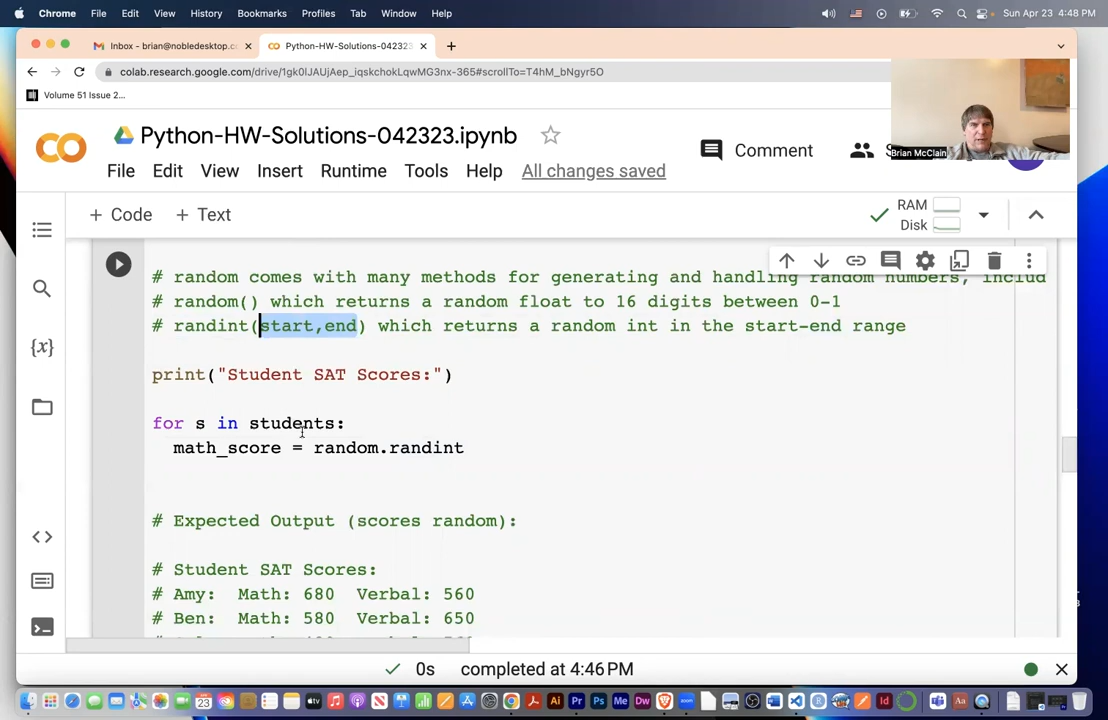 Chrome File Edit View History Bookmarks Profiles Tab Window Help Sun Apr 23 4:48 PM
Inbox - brian@nobledesktop.c Python-HW-Solutions-042323
colab.research.google.com/drive/1gk0lJAUjAep_iqskchokLqwMG3nx-365#scrollTo=T4hM_bNgyr5O
Volume 51 Issue 2...
Brian McClain
CO Python-HW-Solutions-042323.ipynb Comment
File Edit View Insert Runtime Tools Help All changes saved
+ Code + Text RAM
Disk
# random comes with many methods for generating and handling random numbers, includ
# random() which returns a random float to 16 digits between 0-1
# randint(start,end) which returns a random int in the start-end range
print("Student SAT Scores:")
for s in students:
math_score = random.randint
# Expected Output (scores random):
# Student SAT Scores:
# Amy: Math: 680 Verbal: 560
# Ben: Math: 580 Verbal: 650
{x}
0s completed at 4:46 PM